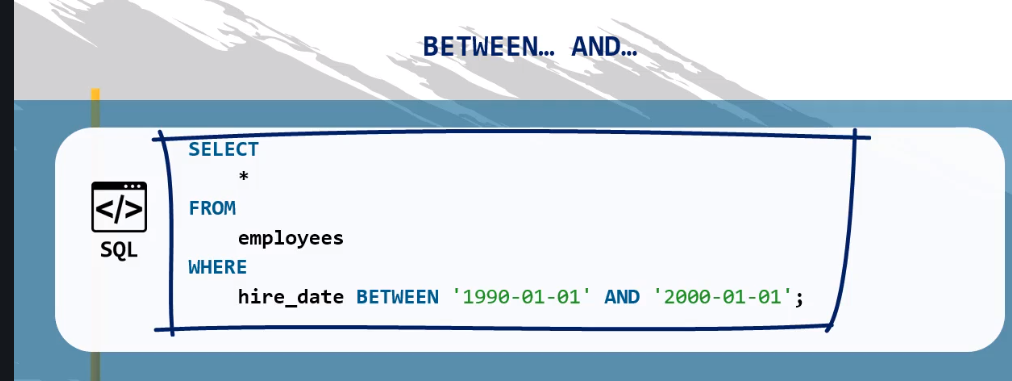 BETWEEN… AND…
SELECT
*
FROM
employees
WHERE
hire_date BETWEEN '1990-01-01' AND '2000-01-01';
</>
SQL